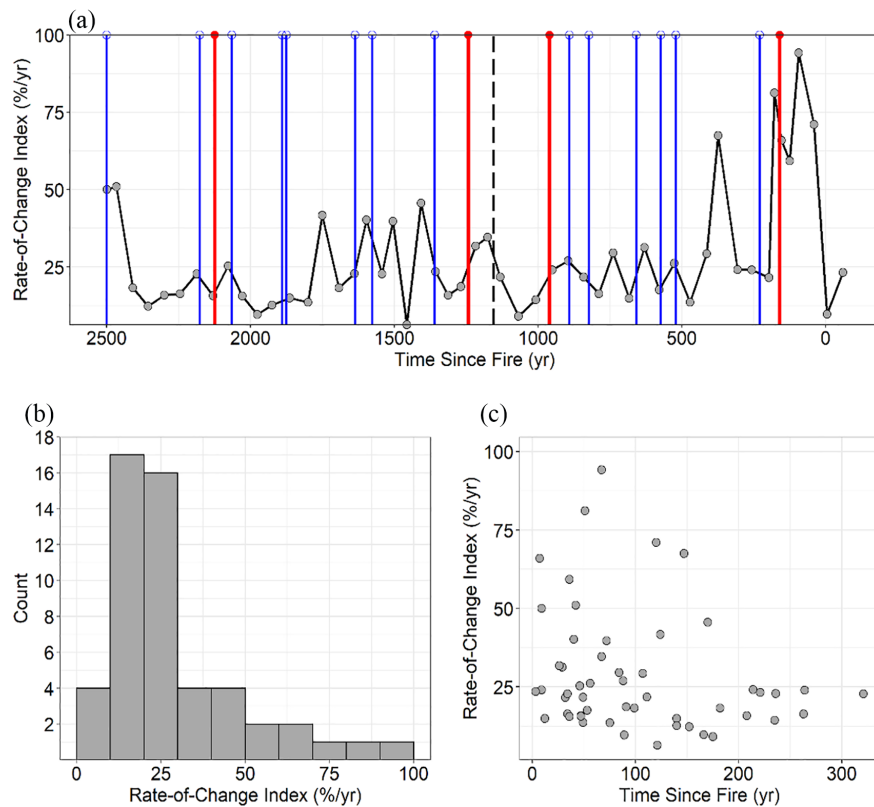 (a)
Rate-of-Change Index (%/yr)
100
75
50
25
2500 2000 1500 1000 500 0
Time Since Fire (yr)
(b)
Count
18
16
14
12
10
8
6
4
2
0 25 50 75 100
Rate-of-Change Index (%/yr)
(c)
Rate-of-Change Index (%/yr)
100
75
50
25
0 100 200 300
Time Since Fire (yr)